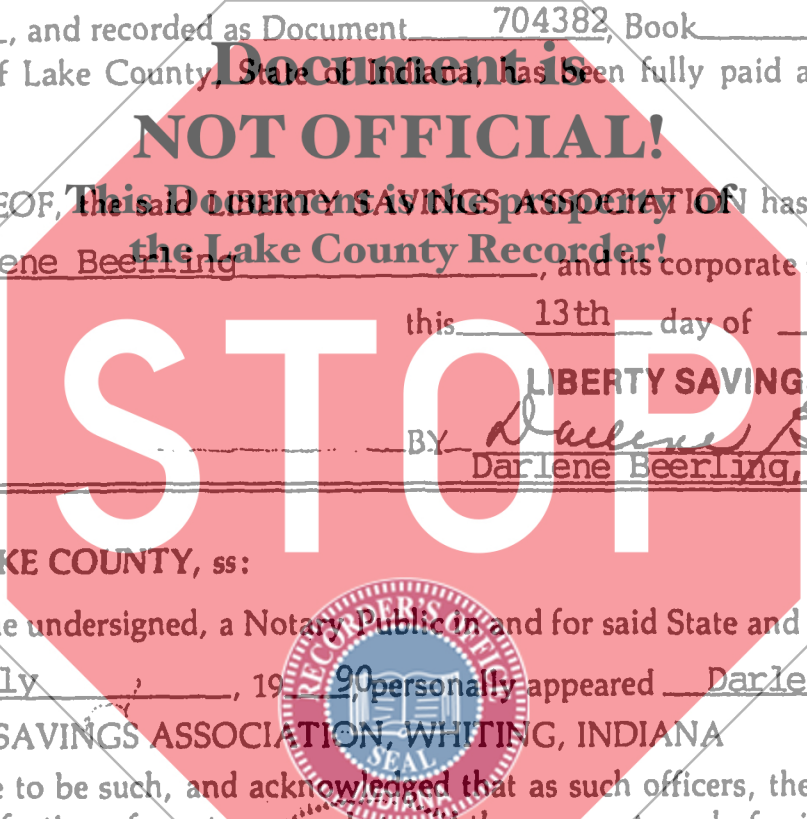 , and recorded as Document 704382, Book
f Lake County, State of Indiana, has been fully paid a
Document is
NOT OFFICIAL!
This Document is the property of
the Lake County Recorder!
EOF, the said LIBERTY SAVINGS ASSOCIATION has
ene Beerling, and its corporate
this 13th day of
STOP
LIBERTY SAVING
BY Darlene B
Darlene Beerling,
KE COUNTY, ss:
e undersigned, a Notary Public in and for said State and
ly, 19 90 personally appeared Darle
SAVINGS ASSOCIATION, WHITING, INDIANA
RECORDER'S OFFICE
SEAL
e to be such, and acknowledged that as such officers, the